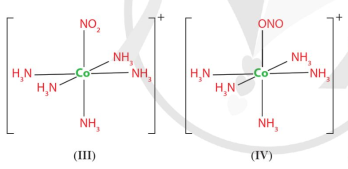 NO₂ + ONO +
NH₃ NH₃
H₃N Co NH₃ H₃N Co NH₃
H₃N H₃N
NH₃ NH₃
(III) (IV)